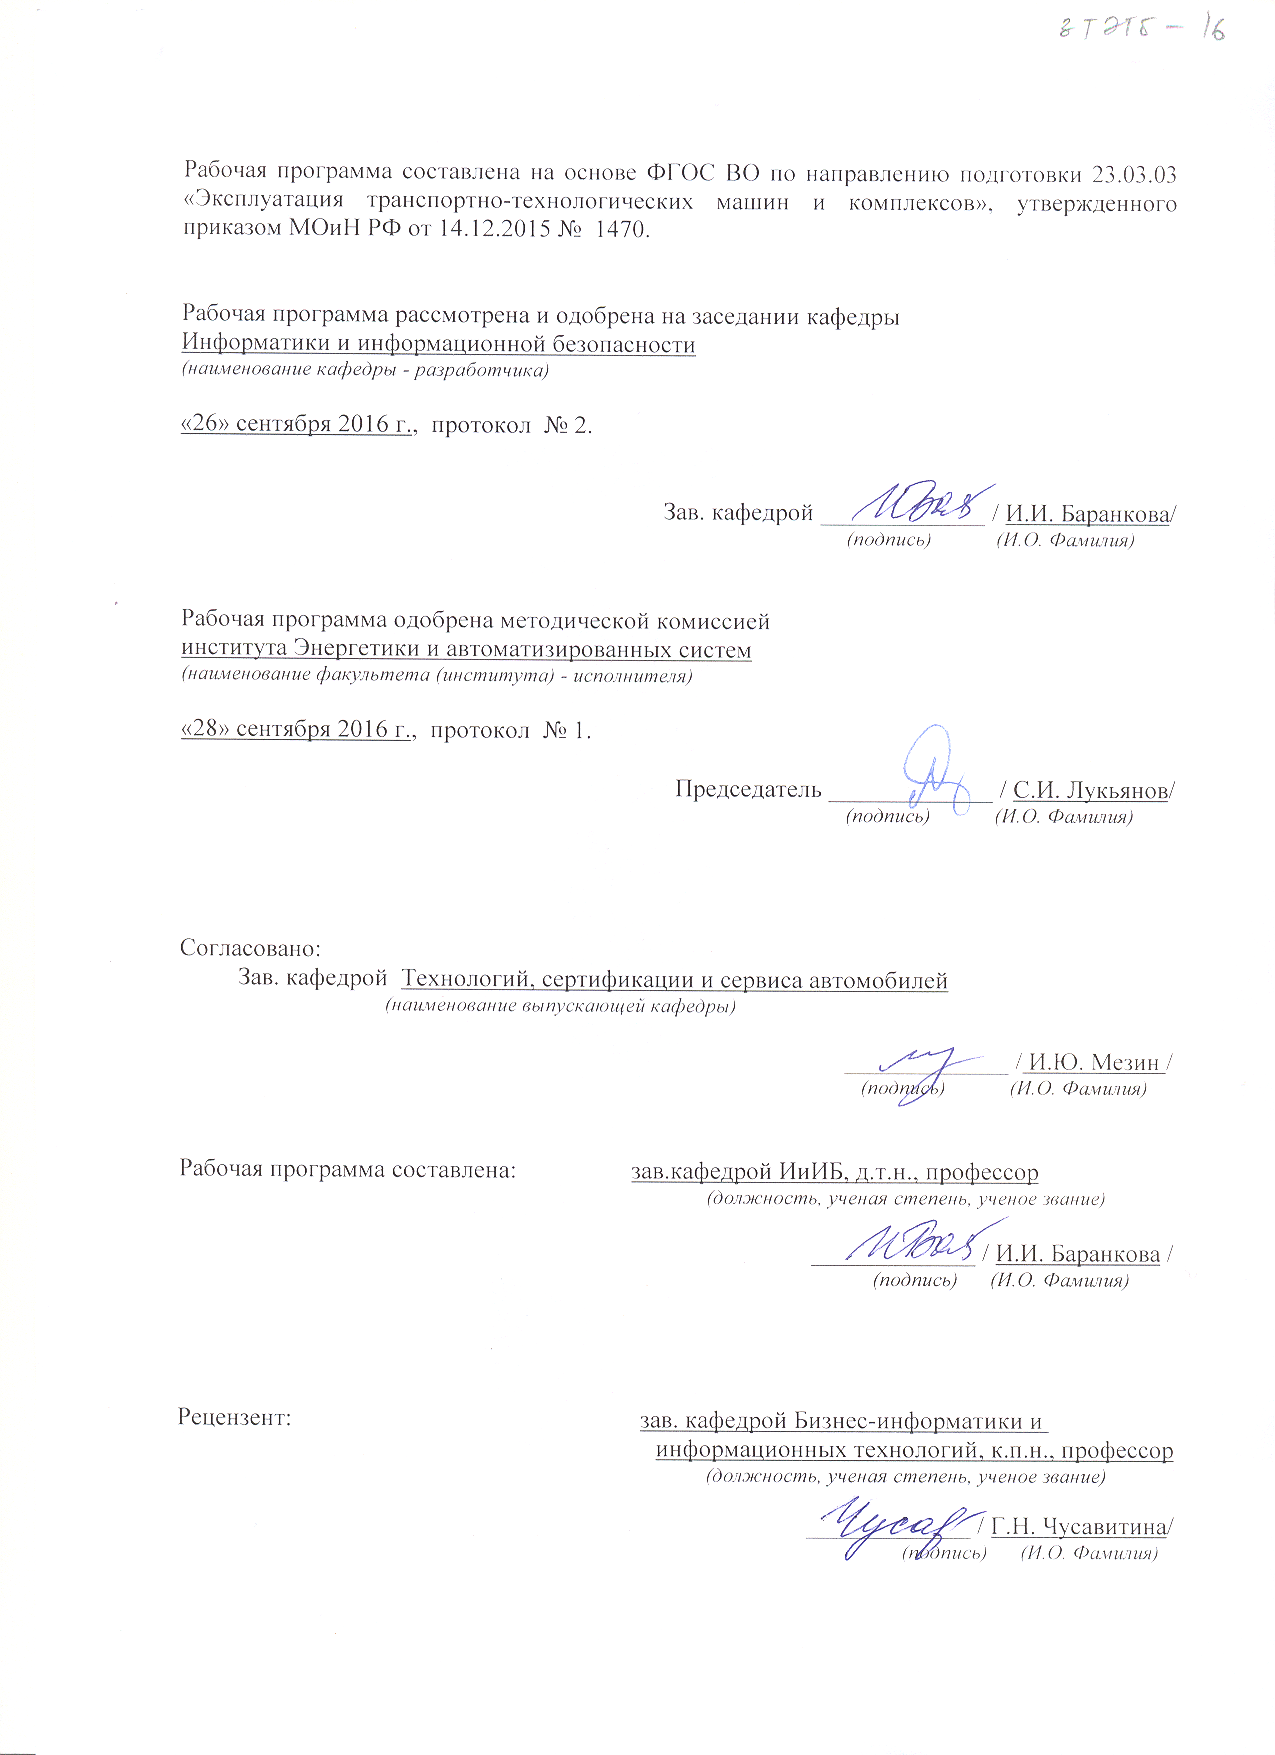 Рабочая программа составлена на основе ФГОС ВО по направлению подготовки 23.03.03
«Эксплуатация транспортно-технологических машин и комплексов», утвержденного
приказом МОиН РФ от 14.12.2015 № 1470.
Рабочая программа рассмотрена и одобрена на заседании кафедры
Информатики и информационной безопасности
(наименование кафедры - разработчика)
«26» сентября 2016 г., протокол № 2.
Зав. кафедрой / И.И. Баранкова/
(подпись) (И.О. Фамилия)
Рабочая программа одобрена методической комиссией
института Энергетики и автоматизированных систем
(наименование факультета (института) - исполнителя)
«28» сентября 2016 г., протокол № 1.
Председатель / С.И. Лукьянов/
(подпись) (И.О. Фамилия)
Согласовано:
Зав. кафедрой Технологий, сертификации и сервиса автомобилей
(наименование выпускающей кафедры)
/ И.Ю. Мезин /
(подпись) (И.О. Фамилия)
Рабочая программа составлена: зав.кафедрой ИиИБ, д.т.н., профессор
(должность, ученая степень, ученое звание)
/ И.И. Баранкова /
(подпись) (И.О. Фамилия)
Рецензент: зав. кафедрой Бизнес-информатики и
информационных технологий, к.п.н., профессор
(должность, ученая степень, ученое звание)
/ Г.Н. Чусавитина/
(подпись) (И.О. Фамилия)